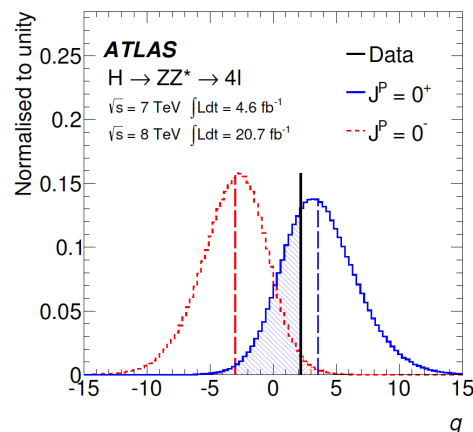 Normalised to unity
0.25
0.2
0.15
0.1
0.05
0
ATLAS
H → ZZ* → 4l
√s = 7 TeV ∫Ldt = 4.6 fb⁻¹
√s = 8 TeV ∫Ldt = 20.7 fb⁻¹
Data
Jᴾ = 0⁺
Jᴾ = 0⁻
-15 -10 -5 0 5 10 15
q